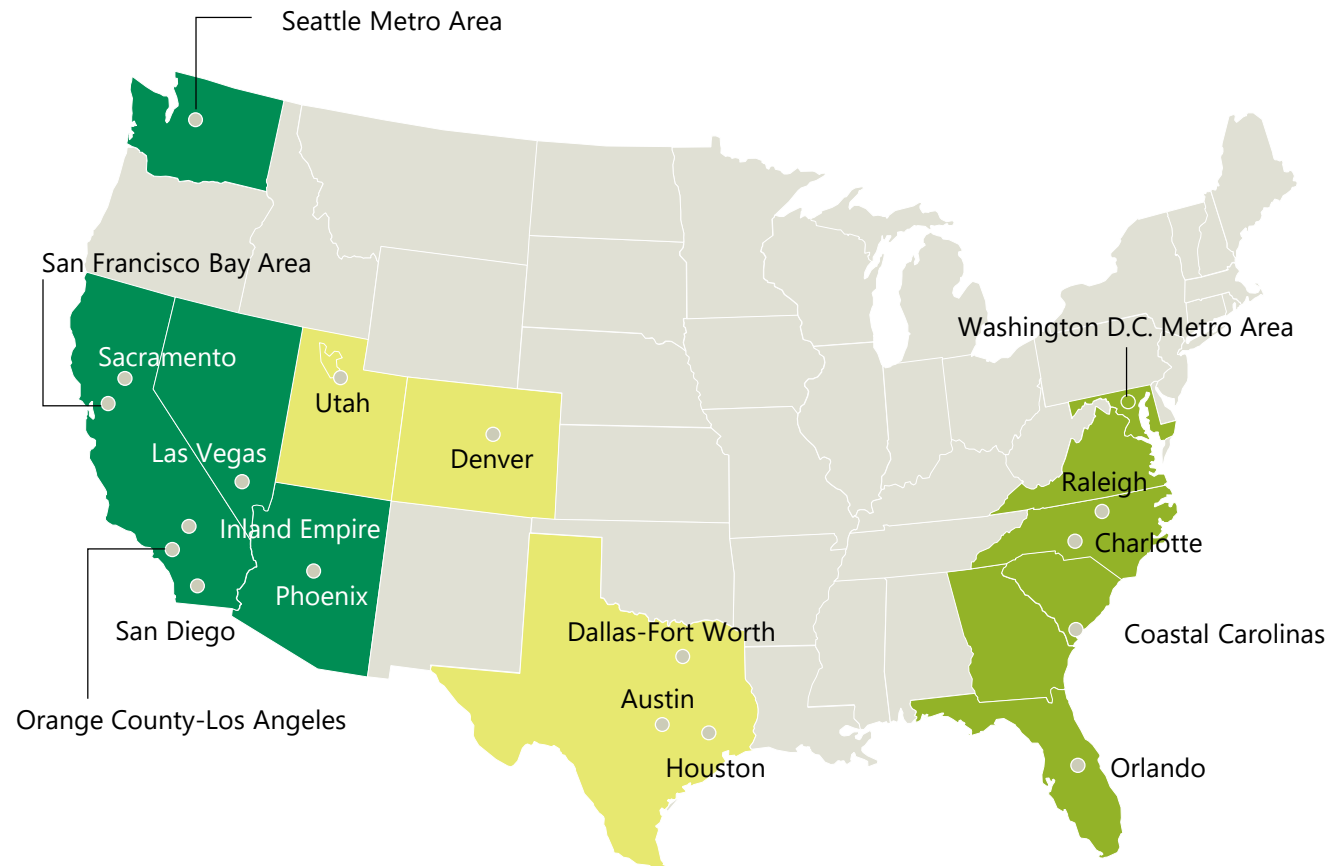 Seattle Metro Area
San Francisco Bay Area
Washington D.C. Metro Area
Sacramento
Utah
Denver
Las Vegas
Raleigh
Inland Empire
Charlotte
Phoenix
San Diego
Dallas-Fort Worth
Coastal Carolinas
Austin
Orange County-Los Angeles
Houston
Orlando